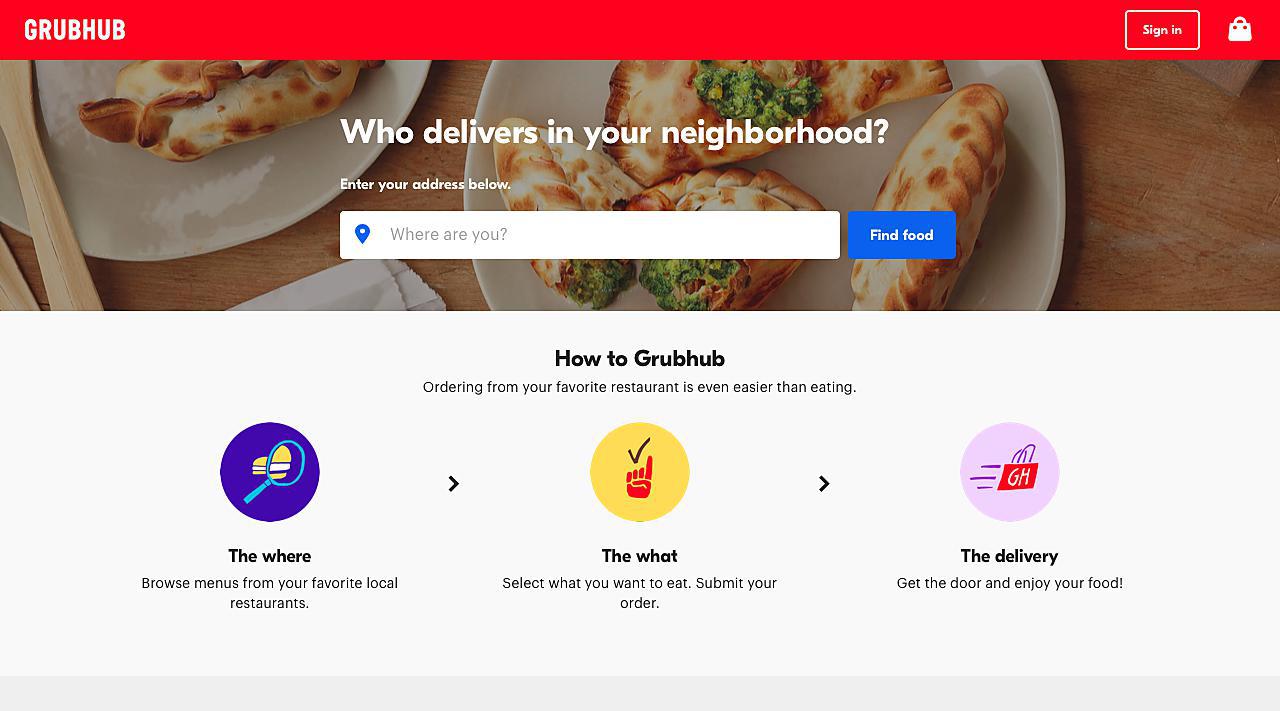 GRUBHUB
Sign in
Who delivers in your neighborhood?
Enter your address below.
Where are you?
Find food
How to Grubhub
Ordering from your favorite restaurant is even easier than eating.
GH
The where
Browse menus from your favorite local
restaurants.
The what
Select what you want to eat. Submit your
order.
The delivery
Get the door and enjoy your food!